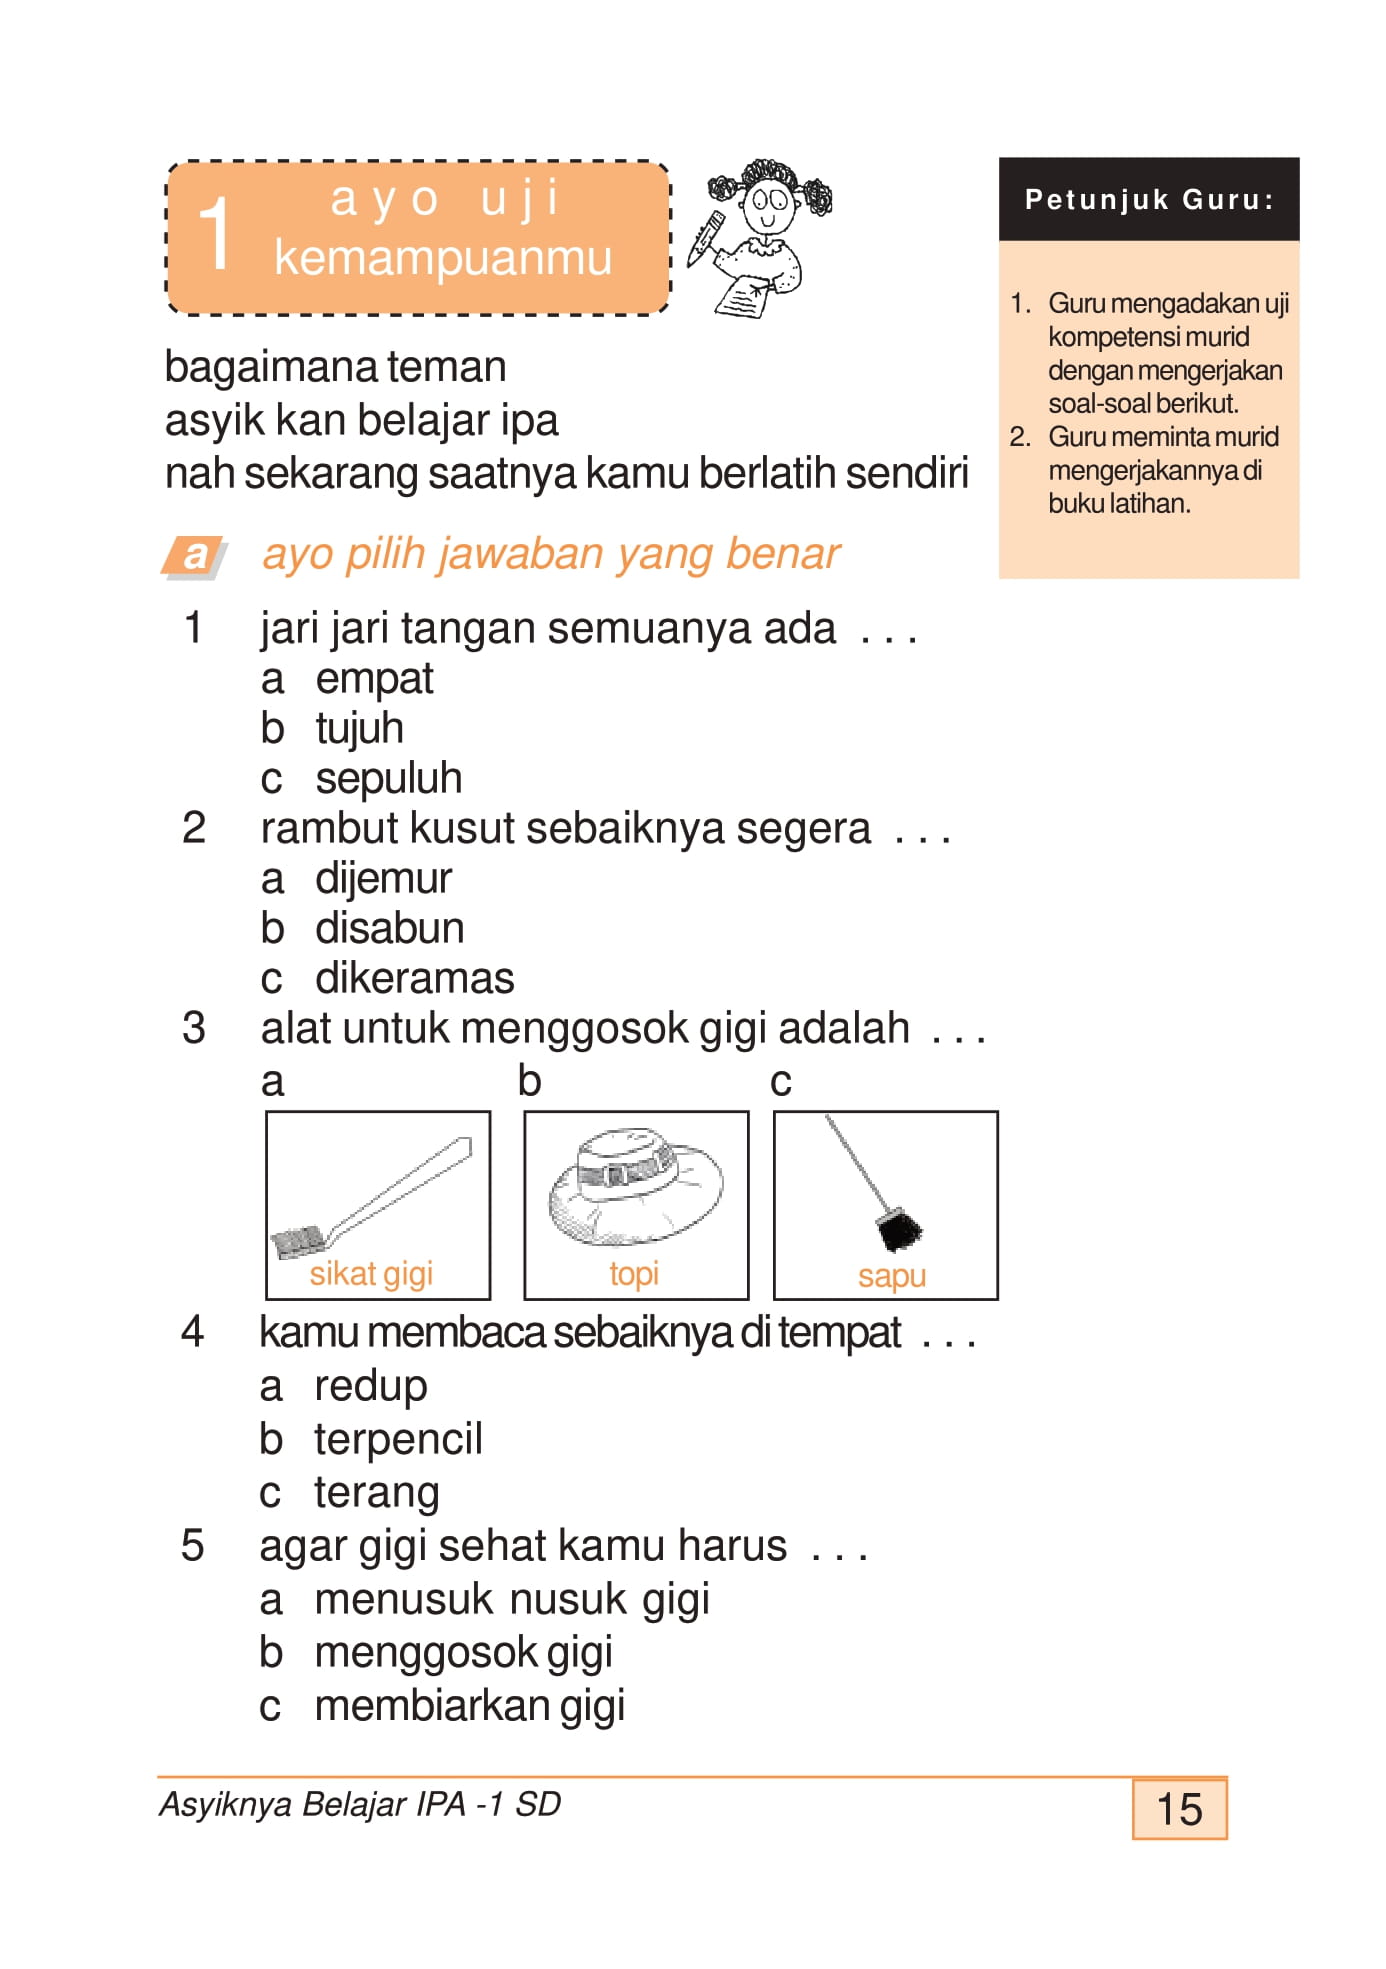 1
ayo uji
kemampuanmu
Petunjuk Guru:
1. Guru mengadakan uji
kompetensi murid
dengan mengerjakan
soal-soal berikut.
2. Guru meminta murid
mengerjakannya di
buku latihan.
bagaimana teman
asyik kan belajar ipa
nah sekarang saatnya kamu berlatih sendiri
a ayo pilih jawaban yang benar
1 jari jari tangan semuanya ada . . .
a empat
b tujuh
c sepuluh
2 rambut kusut sebaiknya segera . . .
a dijemur
b disabun
c dikeramas
3 alat untuk menggosok gigi adalah . . .
a b c
sikat gigi topi sapu
4 kamu membaca sebaiknya di tempat . . .
a redup
b terpencil
c terang
5 agar gigi sehat kamu harus . . .
a menusuk nusuk gigi
b menggosok gigi
c membiarkan gigi
Asyiknya Belajar IPA -1 SD
15